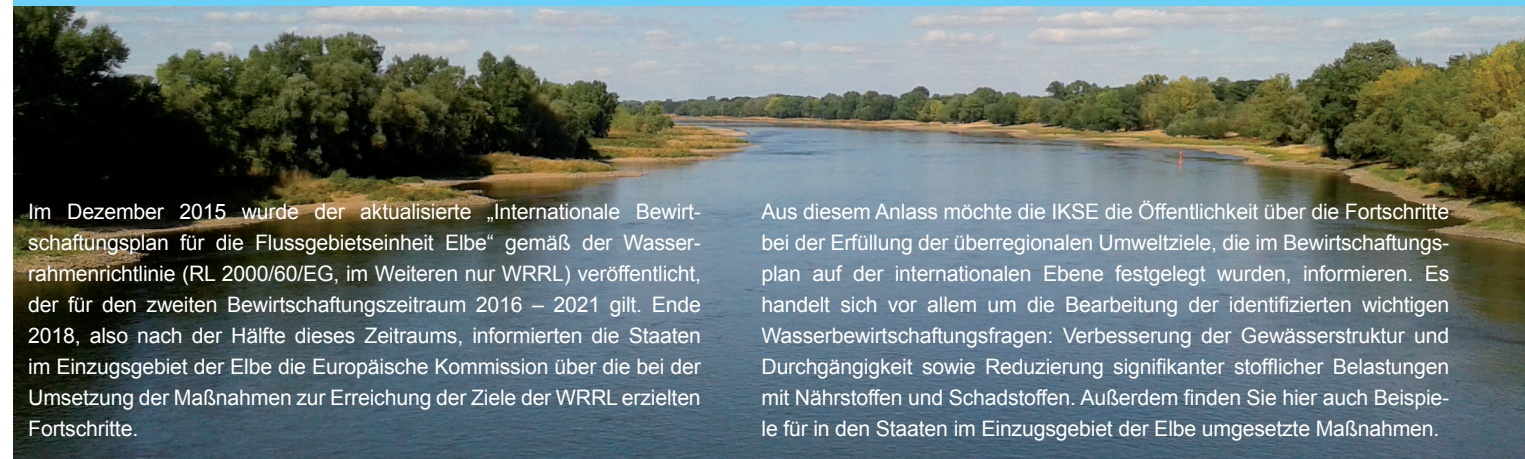 Im Dezember 2015 wurde der aktualisierte „Internationale Bewirt-
schaftungsplan für die Flussgebietseinheit Elbe“ gemäß der Wasser-
rahmenrichtlinie (RL 2000/60/EG, im Weiteren nur WRRL) veröffentlicht,
der für den zweiten Bewirtschaftungszeitraum 2016 – 2021 gilt. Ende
2018, also nach der Hälfte dieses Zeitraums, informierten die Staaten
im Einzugsgebiet der Elbe die Europäische Kommission über die bei der
Umsetzung der Maßnahmen zur Erreichung der Ziele der WRRL erzielten
Fortschritte.
Aus diesem Anlass möchte die IKSE die Öffentlichkeit über die Fortschritte
bei der Erfüllung der überregionalen Umweltziele, die im Bewirtschaftungs-
plan auf der internationalen Ebene festgelegt wurden, informieren. Es
handelt sich vor allem um die Bearbeitung der identifizierten wichtigen
Wasserbewirtschaftungsfragen: Verbesserung der Gewässerstruktur und
Durchgängigkeit sowie Reduzierung signifikanter stofflicher Belastungen
mit Nährstoffen und Schadstoffen. Außerdem finden Sie hier auch Beispie-
le für in den Staaten im Einzugsgebiet der Elbe umgesetzte Maßnahmen.